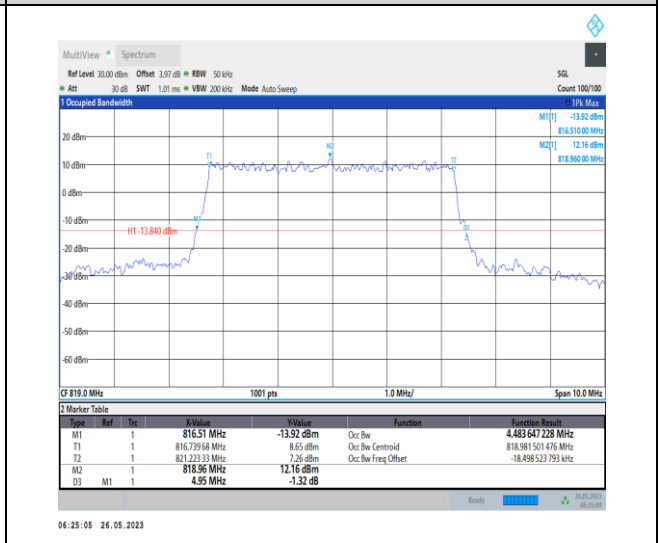 MultiView Spectrum
Ref Level 30.00 dBm Offset 3.97 dB RBW 50 kHz SGL
Att 30 dB SWT 1.01 ms VBW 200 kHz Mode Auto Sweep Count 100/100
1 Occupied Bandwidth 1Pk Max
M1[1] -13.92 dBm
816.510 00 MHz
M2[1] 12.16 dBm
818.960 00 MHz
20 dBm
M2
T1
T2
10 dBm
0 dBm
-10 dBm
M1
H1 -13.840 dBm
D3
-20 dBm
-30 dBm
-40 dBm
-50 dBm
-60 dBm
CF 819.0 MHz 1001 pts 1.0 MHz/ Span 10.0 MHz
2 Marker Table
Type Ref Trc X-Value Y-Value Function Function Result
M1 1 816.51 MHz -13.92 dBm Occ Bw 4.483 647 228 MHz
T1 1 816.739 68 MHz 8.65 dBm Occ Bw Centroid 818.981 501 476 MHz
T2 1 821.223 33 MHz 7.26 dBm Occ Bw Freq Offset -18.498 523 793 kHz
M2 1 818.96 MHz 12.16 dBm
D3 M1 1 4.95 MHz -1.32 dB
Ready 26.05.2023
06:25:04
06:25:05 26.05.2023